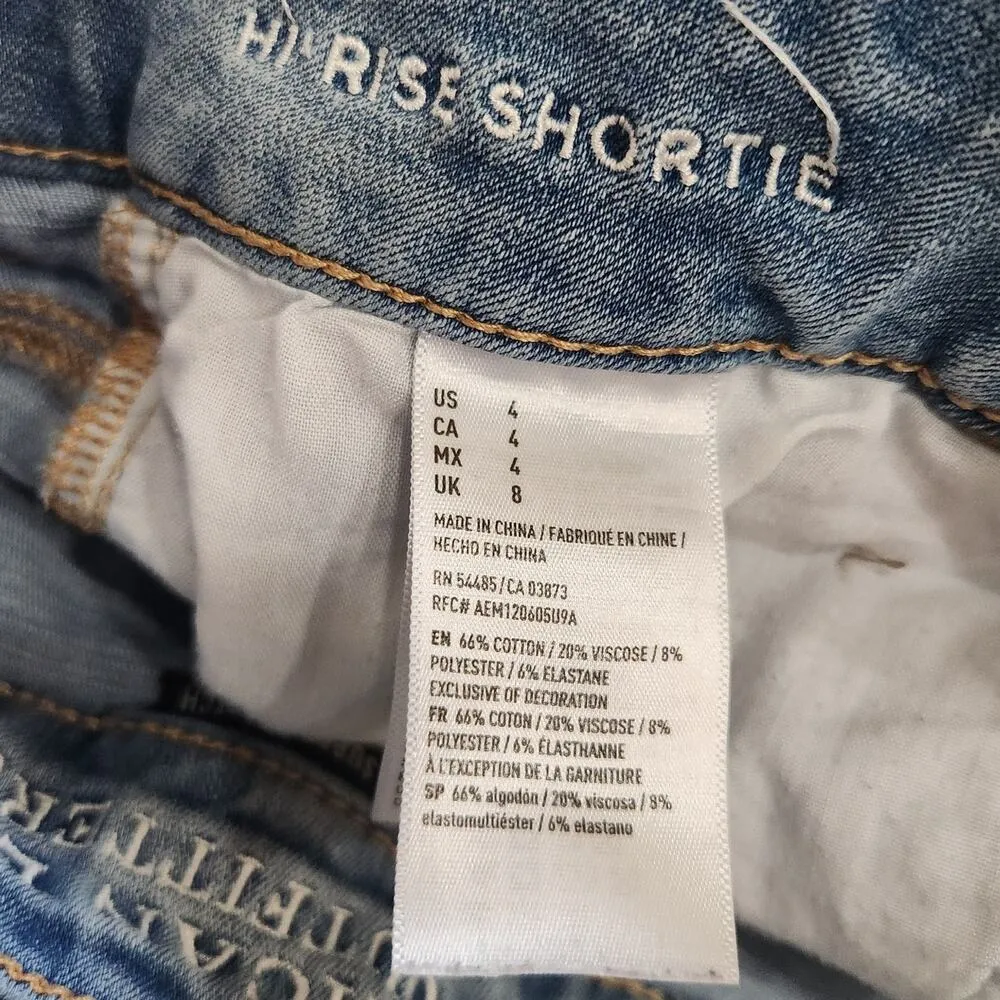 HI-RISE SHORTIE
US 4
CA 4
MX 4
UK 8
MADE IN CHINA / FABRIQUÉ EN CHINE /
HECHO EN CHINA
RN 54485/CA 03873
RFC# AEM120605U9A
EN 66% COTTON / 20% VISCOSE / 8%
POLYESTER / 6% ELASTANE
EXCLUSIVE OF DECORATION
FR 66% COTON / 20% VISCOSE / 8%
POLYESTER / 6% ÉLASTHANNE
À L'EXCEPTION DE LA GARNITURE
SP 66% algodón / 20% viscosa / 8%
elastomultiéster / 6% elastano